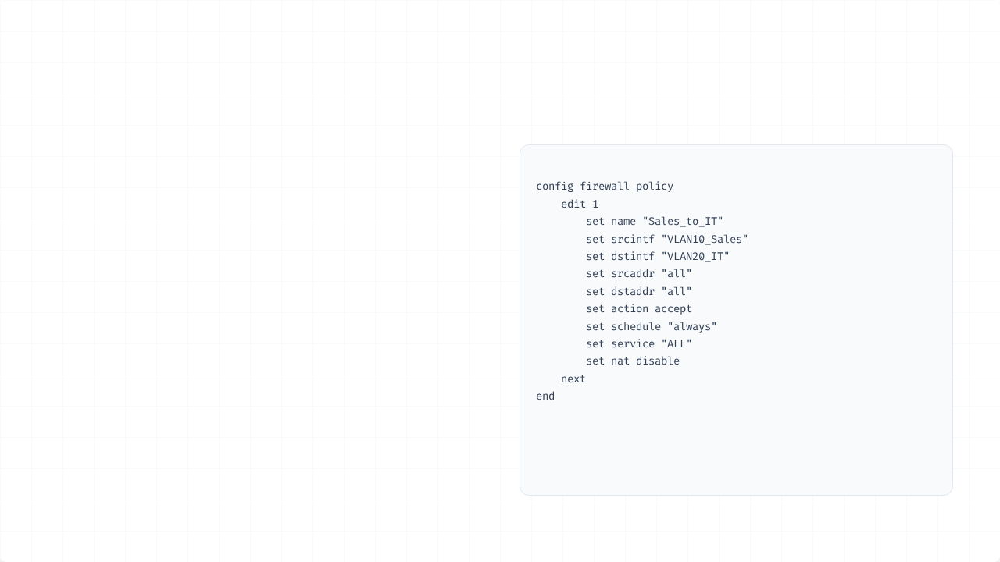 config firewall policy
    edit 1
        set name "Sales_to_IT"
        set srcintf "VLAN10_Sales"
        set dstintf "VLAN20_IT"
        set srcaddr "all"
        set dstaddr "all"
        set action accept
        set schedule "always"
        set service "ALL"
        set nat disable
    next
end